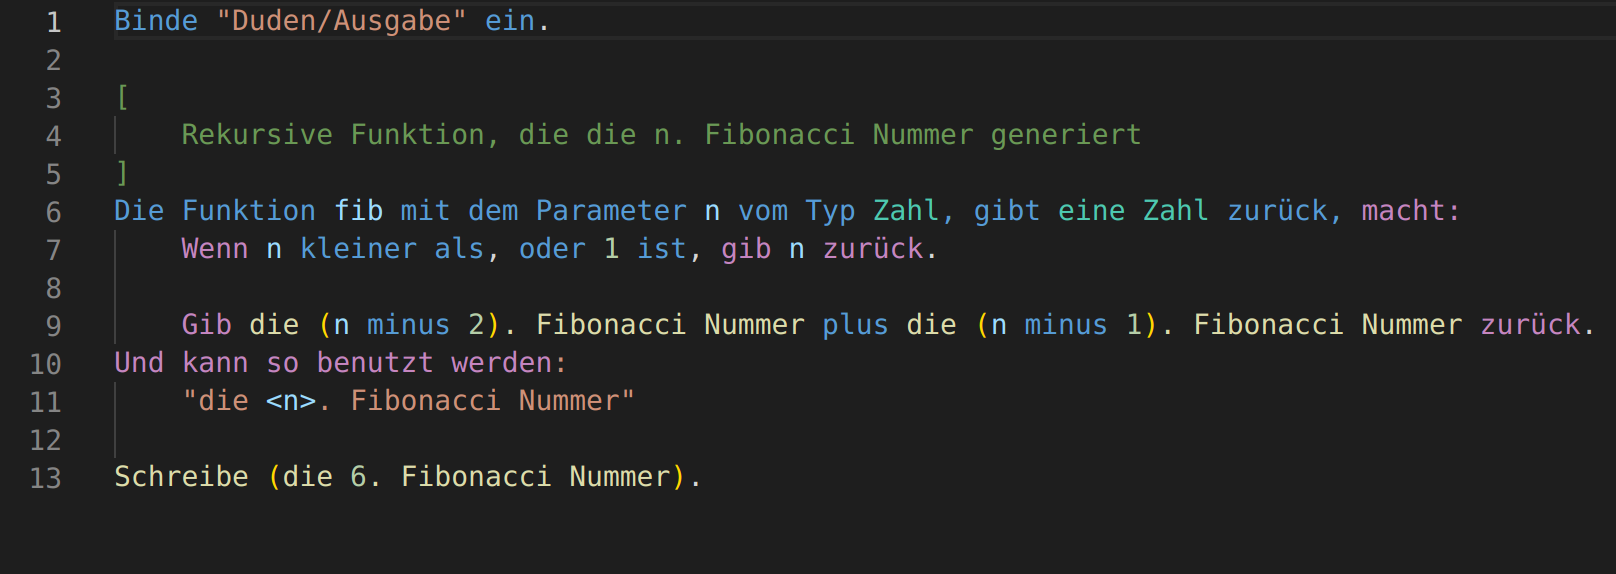 1 Binde "Duden/Ausgabe" ein.
2
3 [
4 Rekursive Funktion, die die n. Fibonacci Nummer generiert
5 ]
6 Die Funktion fib mit dem Parameter n vom Typ Zahl, gibt eine Zahl zurück, macht:
7 Wenn n kleiner als, oder 1 ist, gib n zurück.
8
9 Gib die (n minus 2). Fibonacci Nummer plus die (n minus 1). Fibonacci Nummer zurück.
10 Und kann so benutzt werden:
11 "die <n>. Fibonacci Nummer"
12
13 Schreibe (die 6. Fibonacci Nummer).